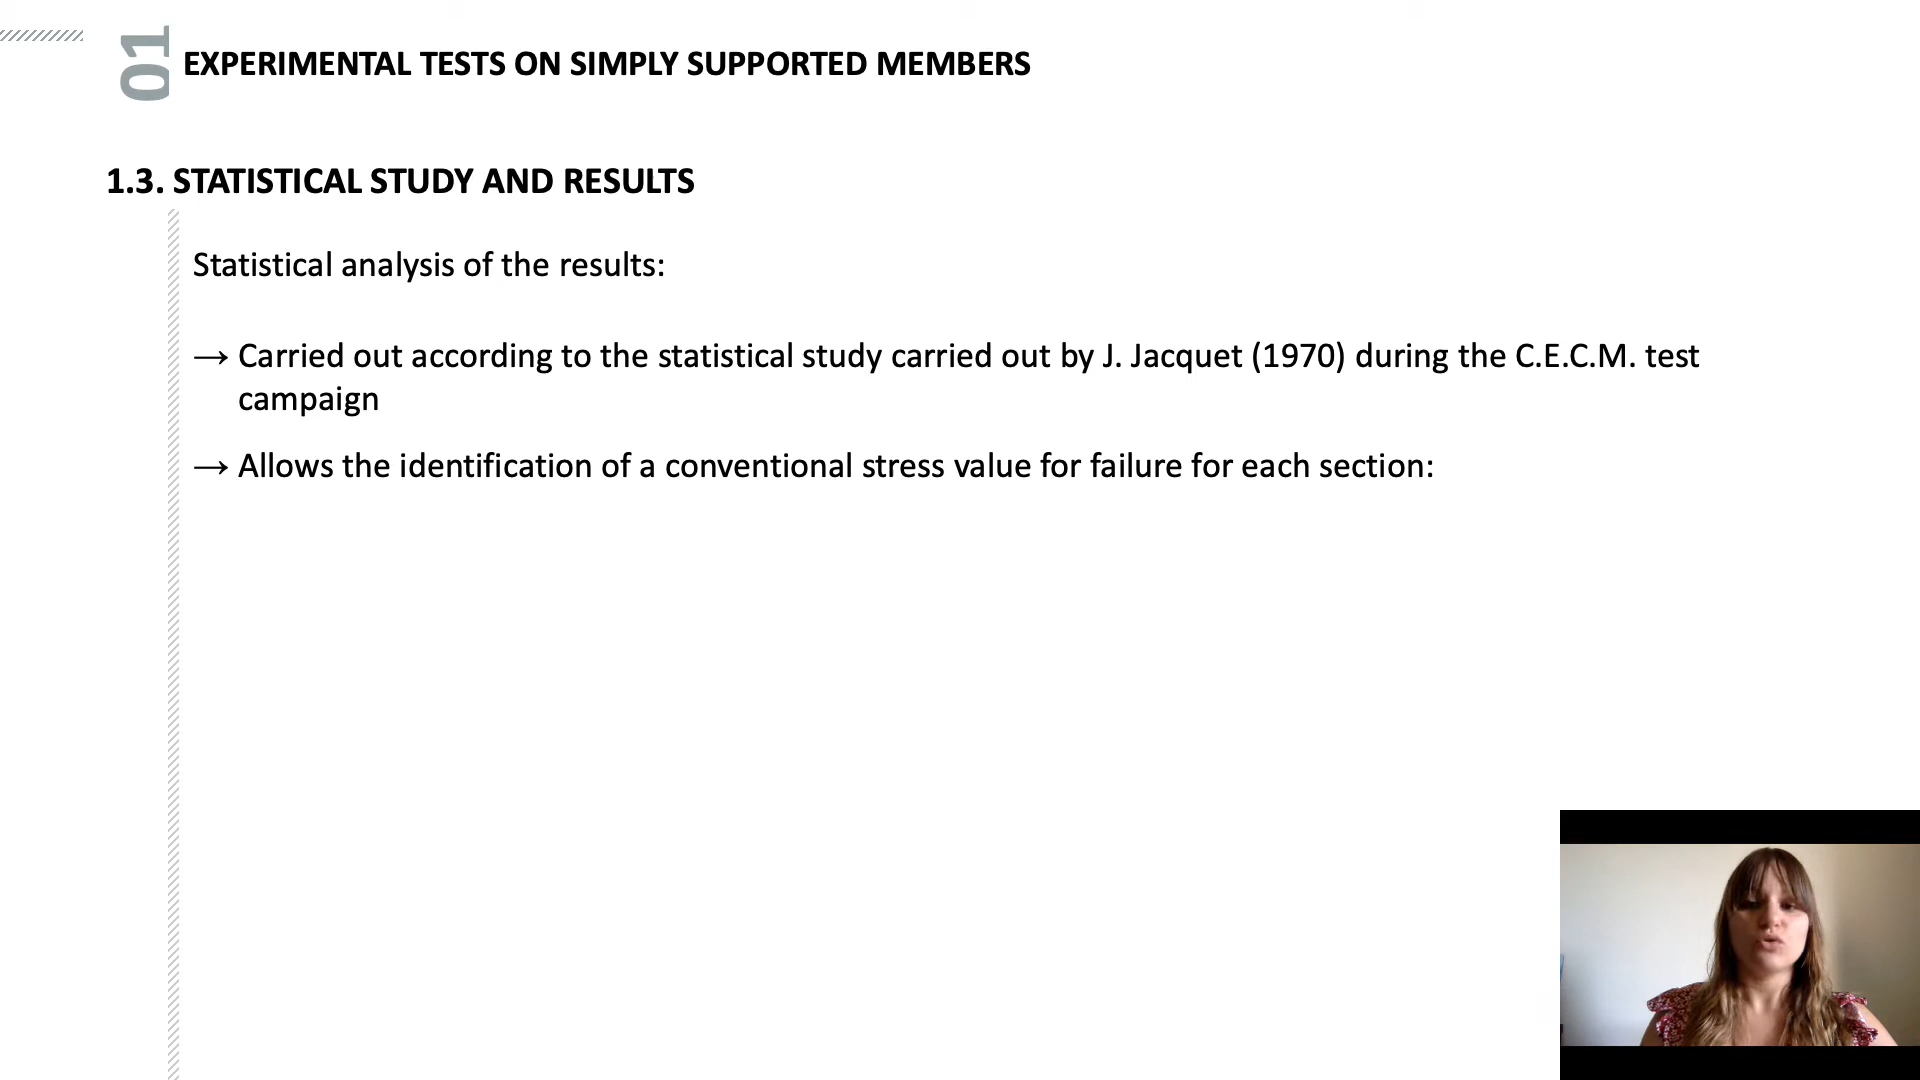 01
EXPERIMENTAL TESTS ON SIMPLY SUPPORTED MEMBERS
1.3. STATISTICAL STUDY AND RESULTS
Statistical analysis of the results:
→ Carried out according to the statistical study carried out by J. Jacquet (1970) during the C.E.C.M. test
campaign
→ Allows the identification of a conventional stress value for failure for each section: